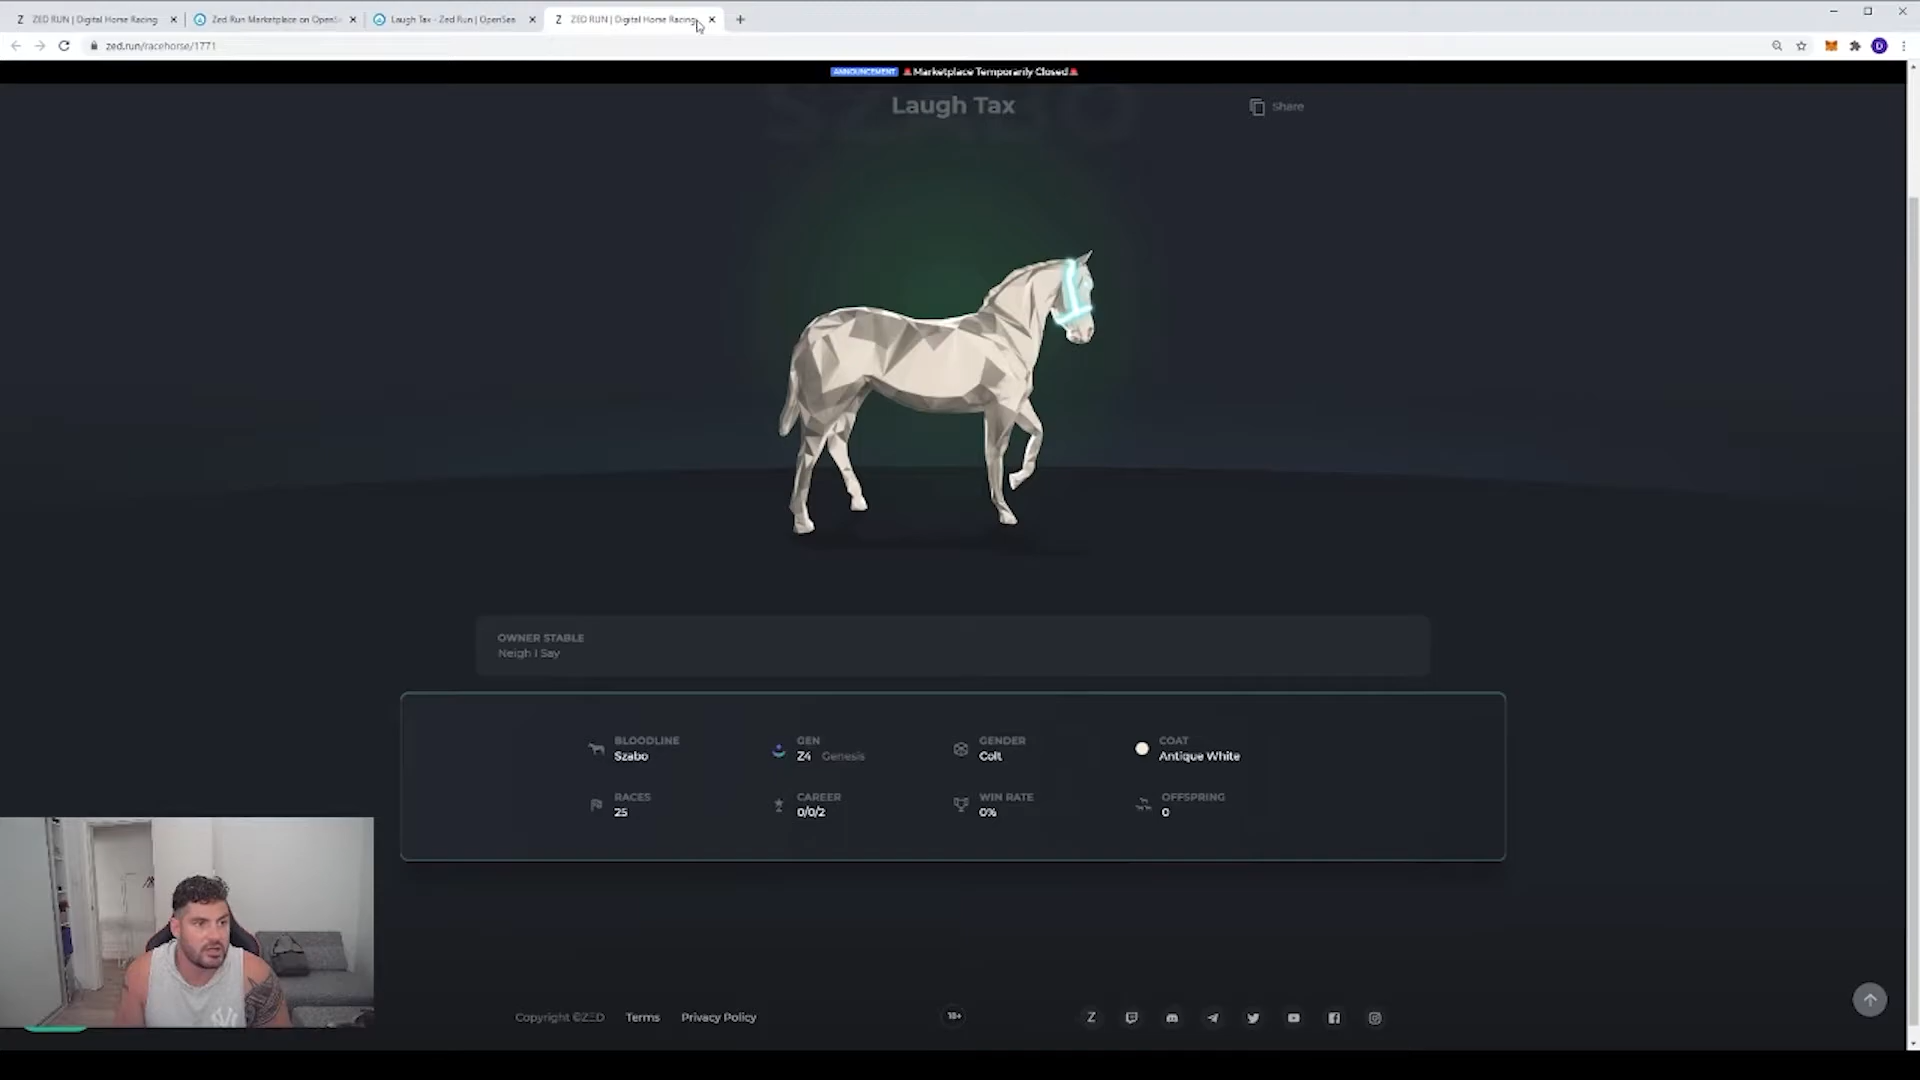 ZED RUN | Digital Horse Racing
Zed Run Marketplace on OpenSe
Laugh Tax - Zed Run | OpenSea
ZED RUN | Digital Horse Racing
zed.run/racehorse/1771
D
ANNOUNCEMENT 🚨Marketplace Temporarily Closed🚨
SZABO
Laugh Tax
Share
OWNER STABLE
Neigh I Say
BLOODLINE
Szabo
GEN
Z4 Genesis
GENDER
Colt
COAT
Antique White
RACES
25
CAREER
0/0/2
WIN RATE
0%
OFFSPRING
0
Copyright ©ZED Terms Privacy Policy
18+